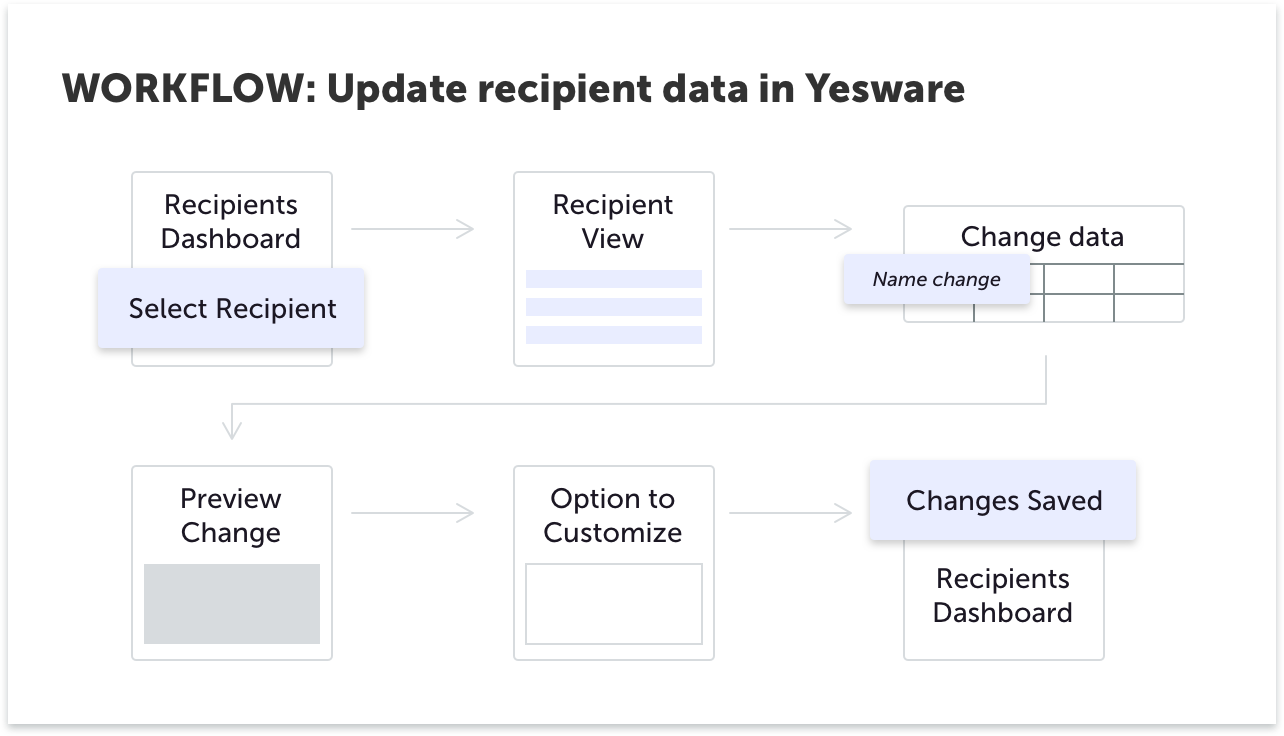 WORKFLOW: Update recipient data in Yesware
Recipients
Dashboard
Select Recipient
Recipient
View
Change data
Name change
Preview
Change
Option to
Customize
Changes Saved
Recipients
Dashboard